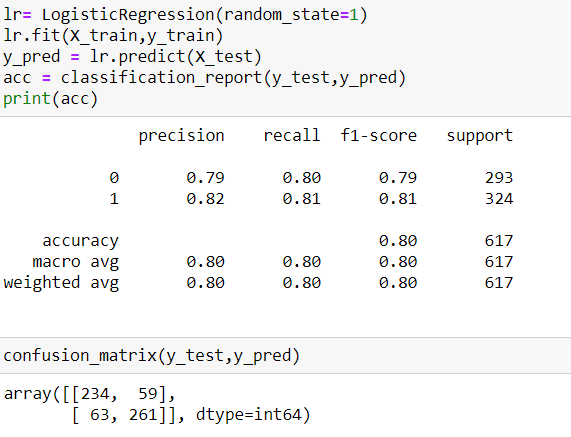 lr= LogisticRegression(random_state=1)
lr.fit(X_train,y_train)
y_pred = lr.predict(X_test)
acc = classification_report(y_test,y_pred)
print(acc)
precision recall f1-score support
0 0.79 0.80 0.79 293
1 0.82 0.81 0.81 324
accuracy 0.80 617
macro avg 0.80 0.80 0.80 617
weighted avg 0.80 0.80 0.80 617
confusion_matrix(y_test,y_pred)
array([[234, 59],
[ 63, 261]], dtype=int64)